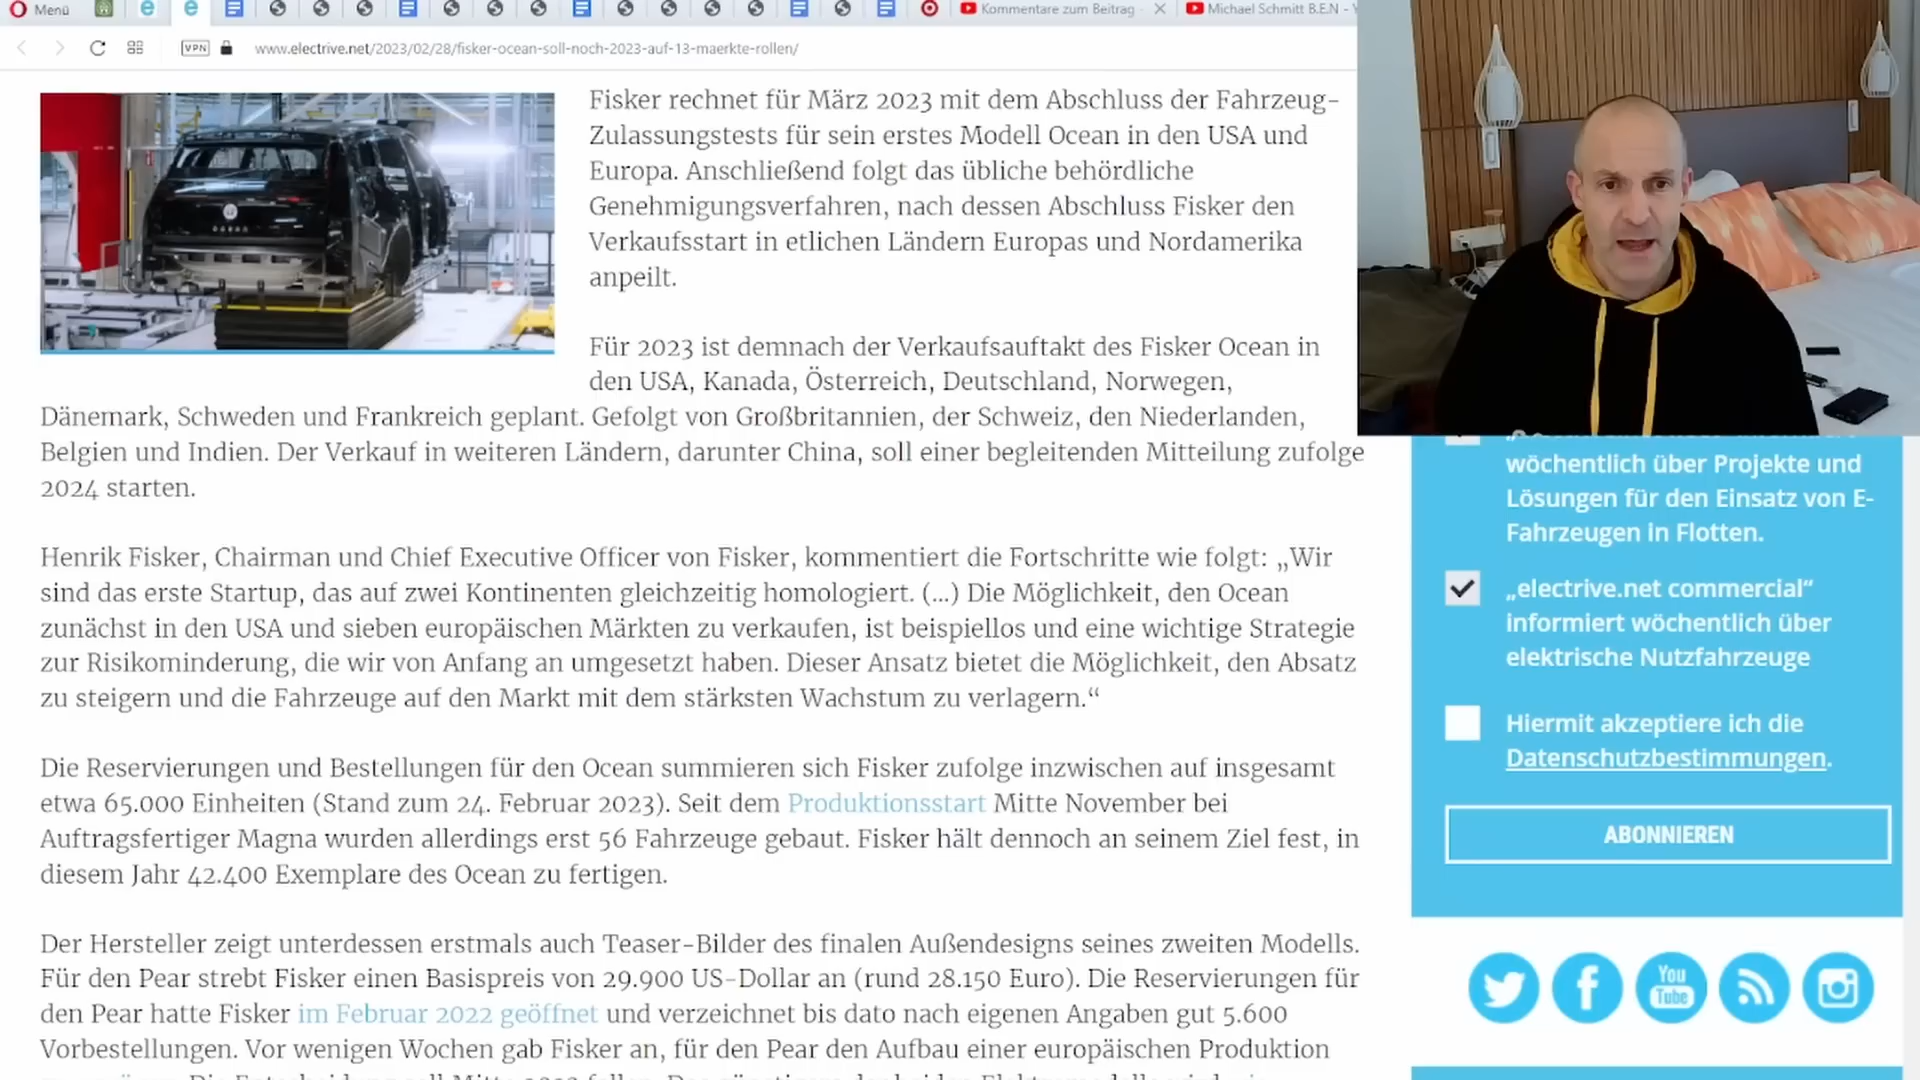 Menü
Kommentare zum Beitrag
Michael Schmitt B.E.N - Y
VPN
www.electrive.net/2023/02/28/fisker-ocean-soll-noch-2023-auf-13-maerkte-rollen/
Fisker rechnet für März 2023 mit dem Abschluss der Fahrzeug-
Zulassungstests für sein erstes Modell Ocean in den USA und
Europa. Anschließend folgt das übliche behördliche
Genehmigungsverfahren, nach dessen Abschluss Fisker den
Verkaufsstart in etlichen Ländern Europas und Nordamerika
anpeilt.
Für 2023 ist demnach der Verkaufsauftakt des Fisker Ocean in
den USA, Kanada, Österreich, Deutschland, Norwegen,
Dänemark, Schweden und Frankreich geplant. Gefolgt von Großbritannien, der Schweiz, den Niederlanden,
Belgien und Indien. Der Verkauf in weiteren Ländern, darunter China, soll einer begleitenden Mitteilung zufolge
2024 starten.
Henrik Fisker, Chairman und Chief Executive Officer von Fisker, kommentiert die Fortschritte wie folgt: „Wir
sind das erste Startup, das auf zwei Kontinenten gleichzeitig homologiert. (...) Die Möglichkeit, den Ocean
zunächst in den USA und sieben europäischen Märkten zu verkaufen, ist beispiellos und eine wichtige Strategie
zur Risikominderung, die wir von Anfang an umgesetzt haben. Dieser Ansatz bietet die Möglichkeit, den Absatz
zu steigern und die Fahrzeuge auf den Markt mit dem stärksten Wachstum zu verlagern.“
Die Reservierungen und Bestellungen für den Ocean summieren sich Fisker zufolge inzwischen auf insgesamt
etwa 65.000 Einheiten (Stand zum 24. Februar 2023). Seit dem Produktionsstart Mitte November bei
Auftragsfertiger Magna wurden allerdings erst 56 Fahrzeuge gebaut. Fisker hält dennoch an seinem Ziel fest, in
diesem Jahr 42.400 Exemplare des Ocean zu fertigen.
Der Hersteller zeigt unterdessen erstmals auch Teaser-Bilder des finalen Außendesigns seines zweiten Modells.
Für den Pear strebt Fisker einen Basispreis von 29.900 US-Dollar an (rund 28.150 Euro). Die Reservierungen für
den Pear hatte Fisker im Februar 2022 geöffnet und verzeichnet bis dato nach eigenen Angaben gut 5.600
Vorbestellungen. Vor wenigen Wochen gab Fisker an, für den Pear den Aufbau einer europäischen Produktion
wöchentlich über Projekte und
Lösungen für den Einsatz von E-
Fahrzeugen in Flotten.
„electrive.net commercial“
informiert wöchentlich über
elektrische Nutzfahrzeuge
Hiermit akzeptiere ich die
Datenschutzbestimmungen.
ABONNIEREN
You
Tube